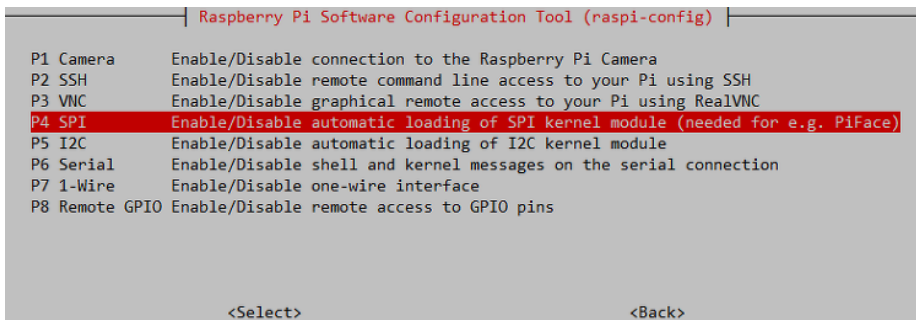 Raspberry Pi Software Configuration Tool (raspi-config)
P1 Camera Enable/Disable connection to the Raspberry Pi Camera
P2 SSH Enable/Disable remote command line access to your Pi using SSH
P3 VNC Enable/Disable graphical remote access to your Pi using RealVNC
P4 SPI Enable/Disable automatic loading of SPI kernel module (needed for e.g. PiFace)
P5 I2C Enable/Disable automatic loading of I2C kernel module
P6 Serial Enable/Disable shell and kernel messages on the serial connection
P7 1-Wire Enable/Disable one-wire interface
P8 Remote GPIO Enable/Disable remote access to GPIO pins
<Select> <Back>